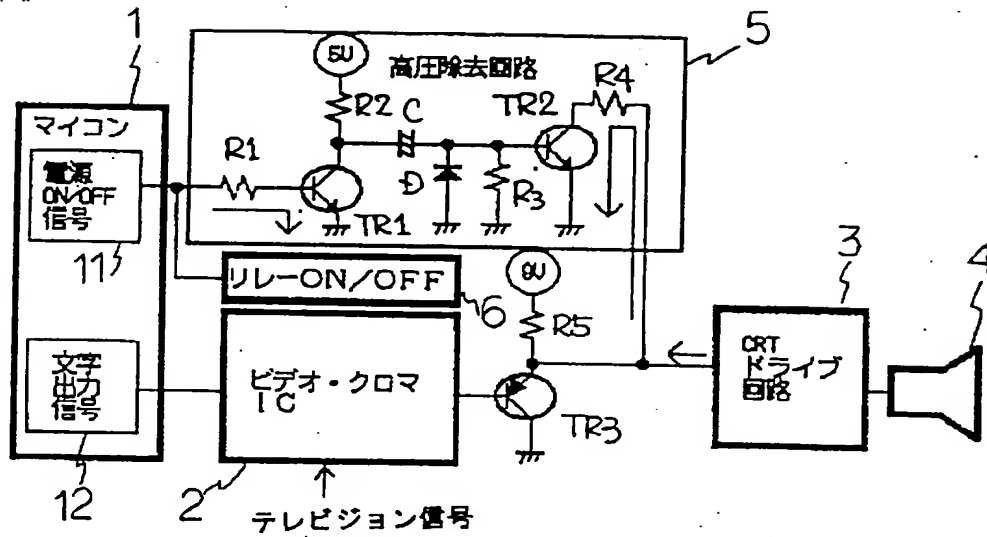 1
5
マイコン
電源
ON/OFF
信号
11
文字
出力
信号
12
5V
高圧除去回路
R1
R2
C
TR1
D
R3
TR2
R4
リレーON/OFF
6
9V
R5
TR3
ビデオ・クロマ
IC
2
テレビジョン信号
3
CRT
ドライブ
回路
4